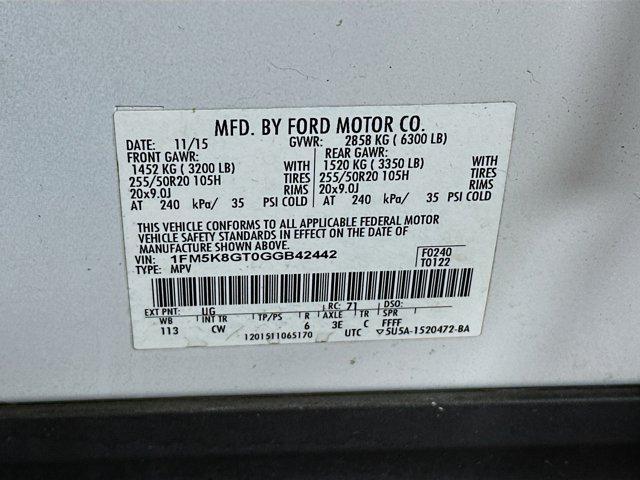 MFD. BY FORD MOTOR CO.
DATE: 11/15 GVWR: 2858 KG ( 6300 LB)
FRONT GAWR: REAR GAWR:
1452 KG ( 3200 LB) WITH 1520 KG ( 3350 LB) WITH
255/50R20 105H TIRES 255/50R20 105H TIRES
20x9.0J RIMS 20x9.0J RIMS
AT 240 kPa/ 35 PSI COLD AT 240 kPa/ 35 PSI COLD
THIS VEHICLE CONFORMS TO ALL APPLICABLE FEDERAL MOTOR
VEHICLE SAFETY STANDARDS IN EFFECT ON THE DATE OF
MANUFACTURE SHOWN ABOVE.
VIN: 1FM5K8GT0GGB42442 F0240
TYPE: MPV T0122
EXT PNT: UG RC: 71 DSO:
WB INT TR TP/PS R AXLE TR SPR
113 CW 6 3E C FFFF
1201511065170 UTC ▽5U5A-1520472-BA